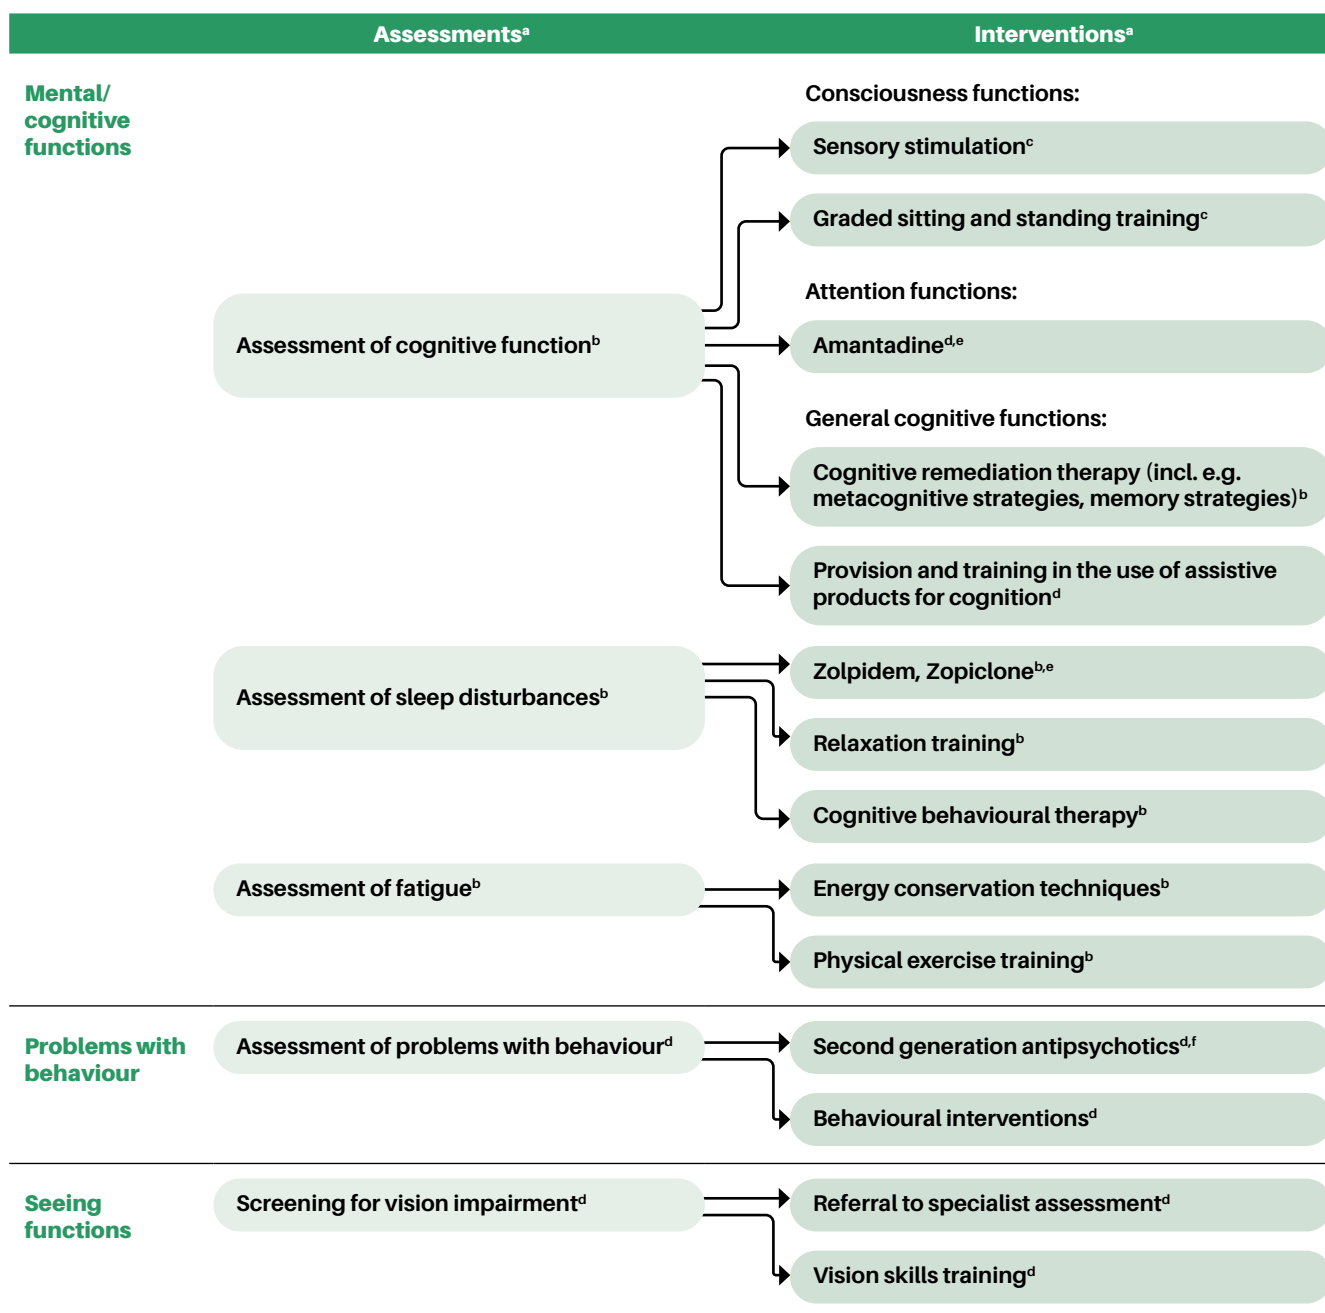 Assessmentsᵃ
Interventionsᵃ
Mental/
cognitive
functions
Consciousness functions:
Sensory stimulationᶜ
Graded sitting and standing trainingᶜ
Attention functions:
Assessment of cognitive functionᵇ
Amantadineᵈ,ᵉ
General cognitive functions:
Cognitive remediation therapy (incl. e.g.
metacognitive strategies, memory strategies)ᵇ
Provision and training in the use of assistive
products for cognitionᵈ
Assessment of sleep disturbancesᵇ
Zolpidem, Zopicloneᵇ,ᵉ
Relaxation trainingᵇ
Cognitive behavioural therapyᵇ
Assessment of fatigueᵇ
Energy conservation techniquesᵇ
Physical exercise trainingᵇ
Problems with
behaviour
Assessment of problems with behaviourᵈ
Second generation antipsychoticsᵈ,ᶠ
Behavioural interventionsᵈ
Seeing
functions
Screening for vision impairmentᵈ
Referral to specialist assessmentᵈ
Vision skills trainingᵈ